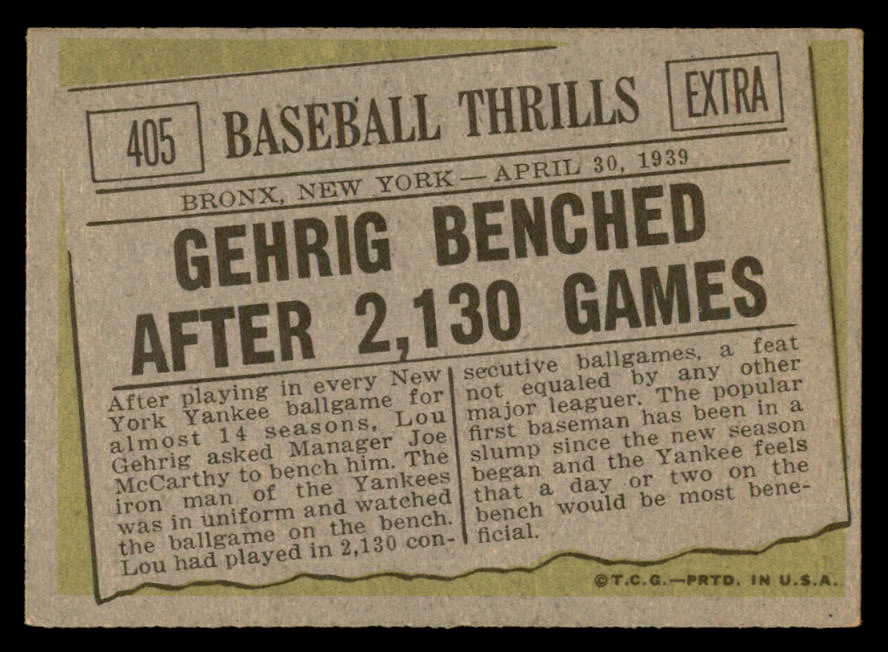 405 BASEBALL THRILLS EXTRA
BRONX, NEW YORK — APRIL 30, 1939
GEHRIG BENCHED
AFTER 2,130 GAMES
After playing in every New
York Yankee ballgame for
almost 14 seasons, Lou
Gehrig asked Manager Joe
McCarthy to bench him. The
iron man of the Yankees
was in uniform and watched
the ballgame on the bench.
Lou had played in 2,130 con-
secutive ballgames, a feat
not equaled by any other
major leaguer. The popular
first baseman has been in a
slump since the new season
began and the Yankee feels
that a day or two on the
bench would be most bene-
ficial.
©T.C.G.—PRTD. IN U.S.A.